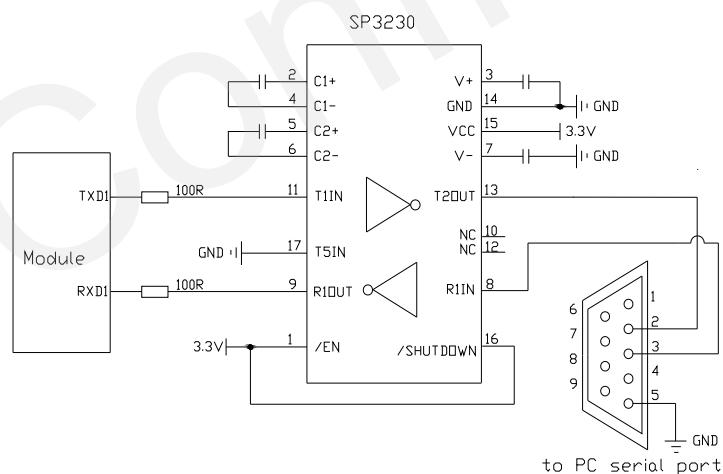 SP3230
2 C1+ V+ 3
4 C1- GND 14 GND
5 C2+ VCC 15 3.3V
6 C2- V- 7 GND
TXD1 100R 11 T1IN T2OUT 13
NC 10
GND 17 T5IN NC 12
Module
RXD1 100R 9 R1OUT R1IN 8
3.3V 1 /EN /SHUTDOWN 16
1
6
2
7
3
8
4
9
5
GND
to PC serial port